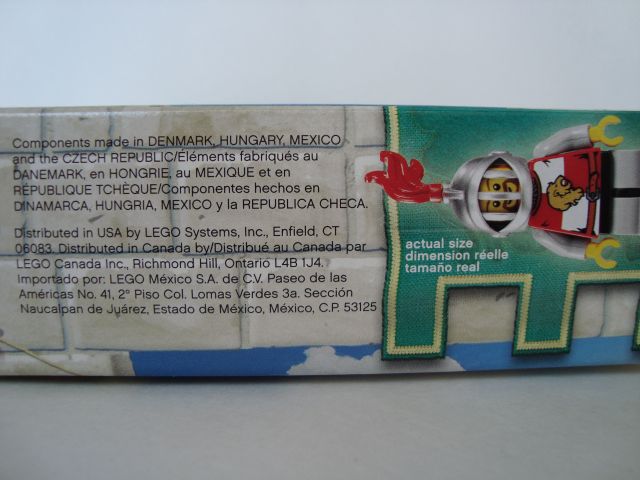 Components made in DENMARK, HUNGARY, MEXICO
and the CZECH REPUBLIC/Éléments fabriqués au
DANEMARK, en HONGRIE, au MEXIQUE et en
RÉPUBLIQUE TCHÈQUE/Componentes hechos en
DINAMARCA, HUNGRIA, MEXICO y la REPUBLICA CHECA.
Distributed in USA by LEGO Systems, Inc., Enfield, CT
06083. Distributed in Canada by/Distribué au Canada par
LEGO Canada Inc., Richmond Hill, Ontario L4B 1J4.
Importado por: LEGO México S.A. de C.V. Paseo de las
Américas No. 41, 2° Piso Col. Lomas Verdes 3a. Sección
Naucalpan de Juárez, Estado de México, México, C.P. 53125
actual size
dimension réelle
tamaño real